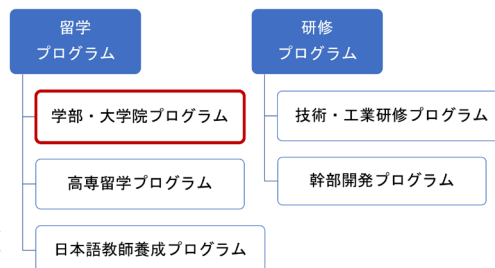 留学
プログラム
学部・大学院プログラム
高専留学プログラム
日本語教師養成プログラム
研修
プログラム
技術・工業研修プログラム
幹部開発プログラム